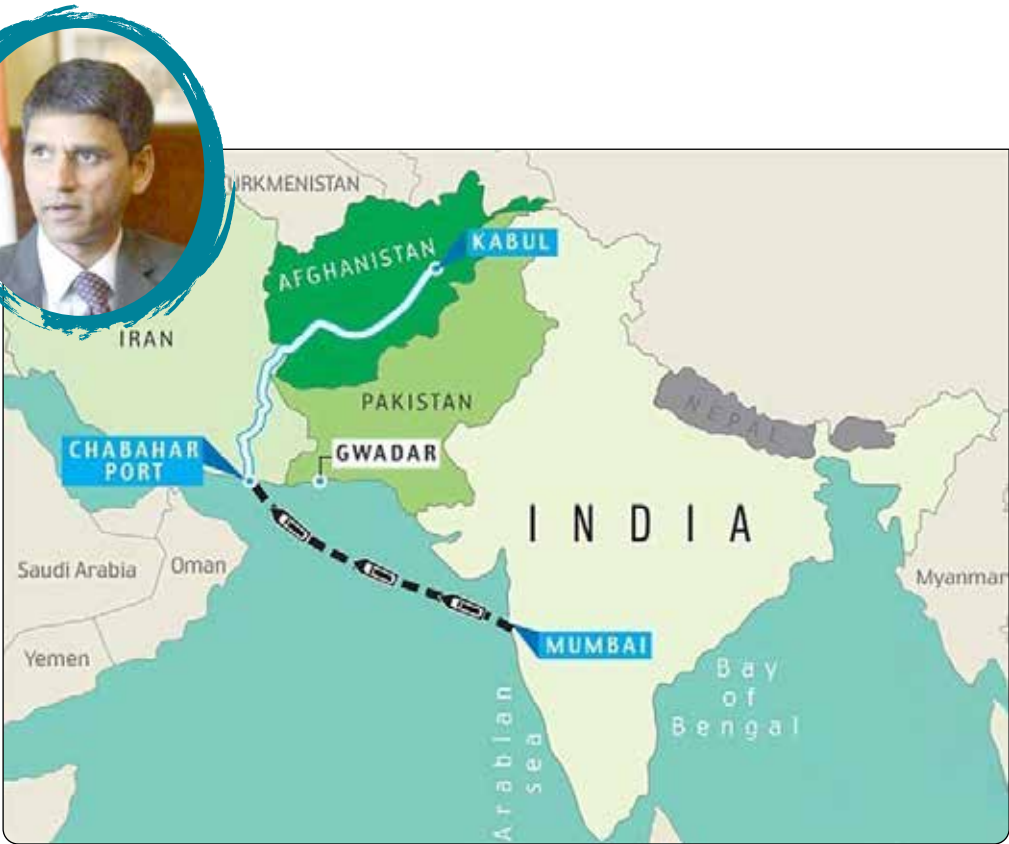 URKMENISTAN
AFGHANISTAN
KABUL
IRAN
PAKISTAN
NEPAL
CHABAHAR
PORT
GWADAR
INDIA
Saudi Arabia
Oman
Myanmar
Yemen
MUMBAI
Bay
of
Bengal
Arabian
sea